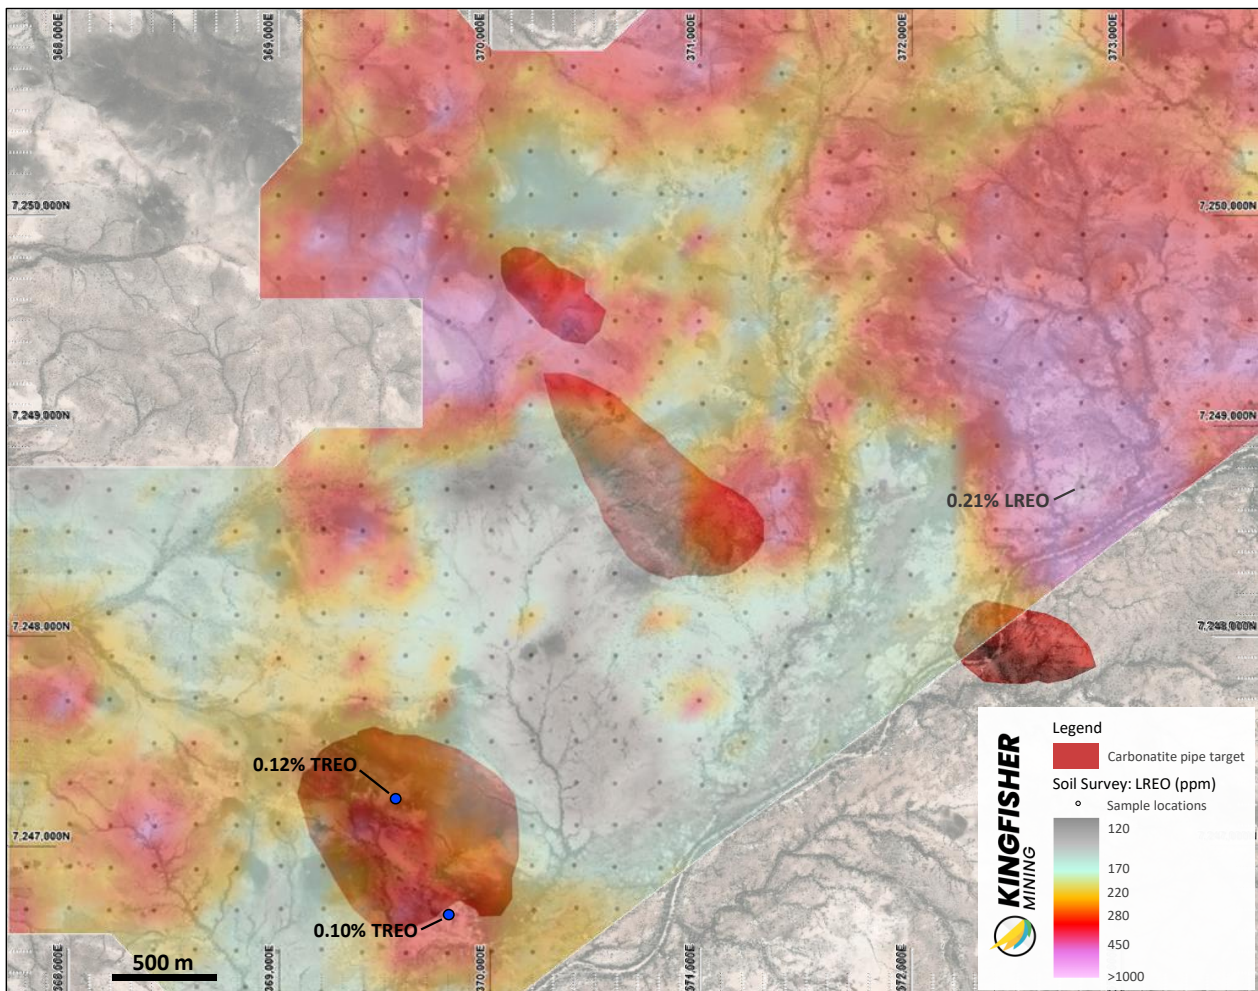 368,000E
369,000E
370,000E
371,000E
372,000E
373,000E
7,250,000N
7,250,000N
7,249,000N
7,249,000N
0.21% LREO
7,248,000N
7,248,000N
0.12% TREO
7,247,000N
0.10% TREO
500 m
368,000E
369,000E
370,000E
371,000E
372,000E
KINGFISHER
MINING
Legend
Carbonatite pipe target
Soil Survey: LREO (ppm)
Sample locations
120
170
220
280
450
>1000